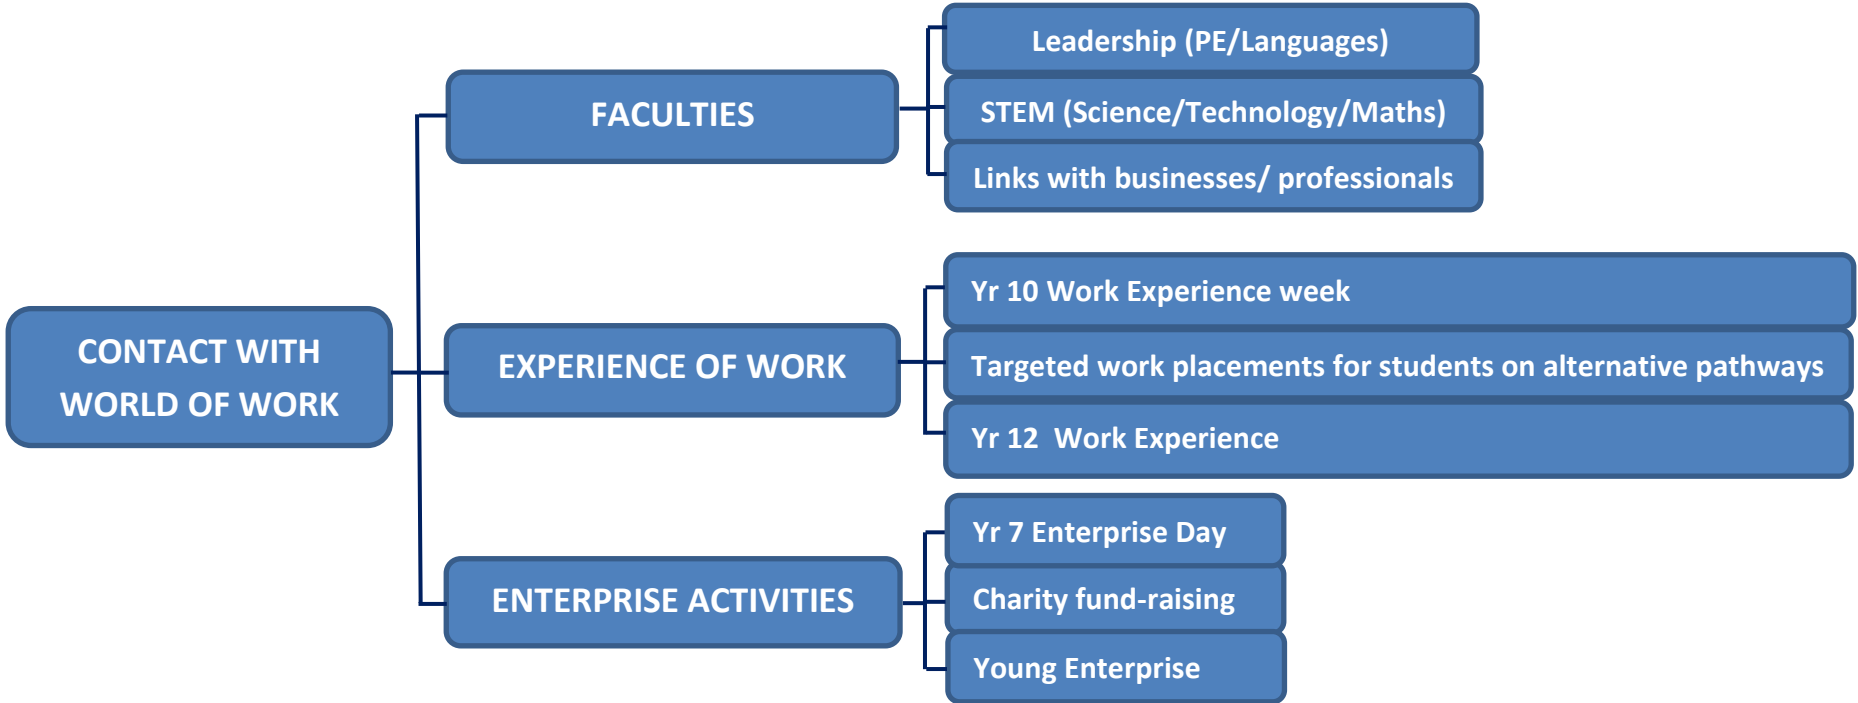 CONTACT WITH
WORLD OF WORK
FACULTIES
Leadership (PE/Languages)
STEM (Science/Technology/Maths)
Links with businesses/ professionals
EXPERIENCE OF WORK
Yr 10 Work Experience week
Targeted work placements for students on alternative pathways
Yr 12  Work Experience
ENTERPRISE ACTIVITIES
Yr 7 Enterprise Day
Charity fund-raising
Young Enterprise